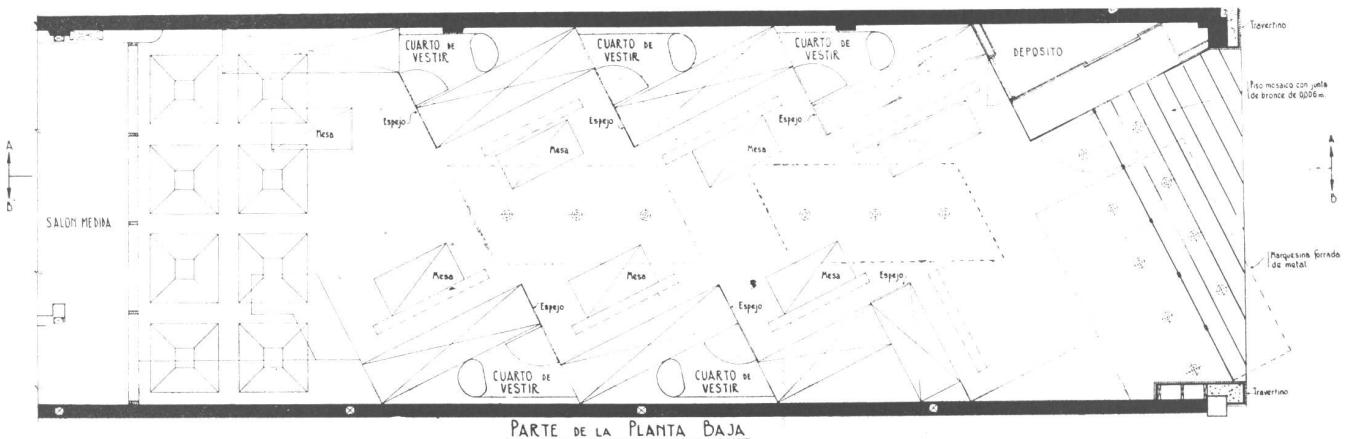 CUARTO DE
VESTIR
CUARTO DE
VESTIR
CUARTO DE
VESTIR
DEPOSITO
Travertino
Piso mosaico con junta
de bronce de 0,006 m.
Mesa
Espejo
Espejo
Espejo
Mesa
Mesa
A
B
A
B
SALON MEDIDA
Mesa
Mesa
Mesa
Espejo
Marquesina forrada
de metal
Espejo
Espejo
CUARTO DE
VESTIR
CUARTO DE
VESTIR
Travertino
PARTE DE LA PLANTA BAJA